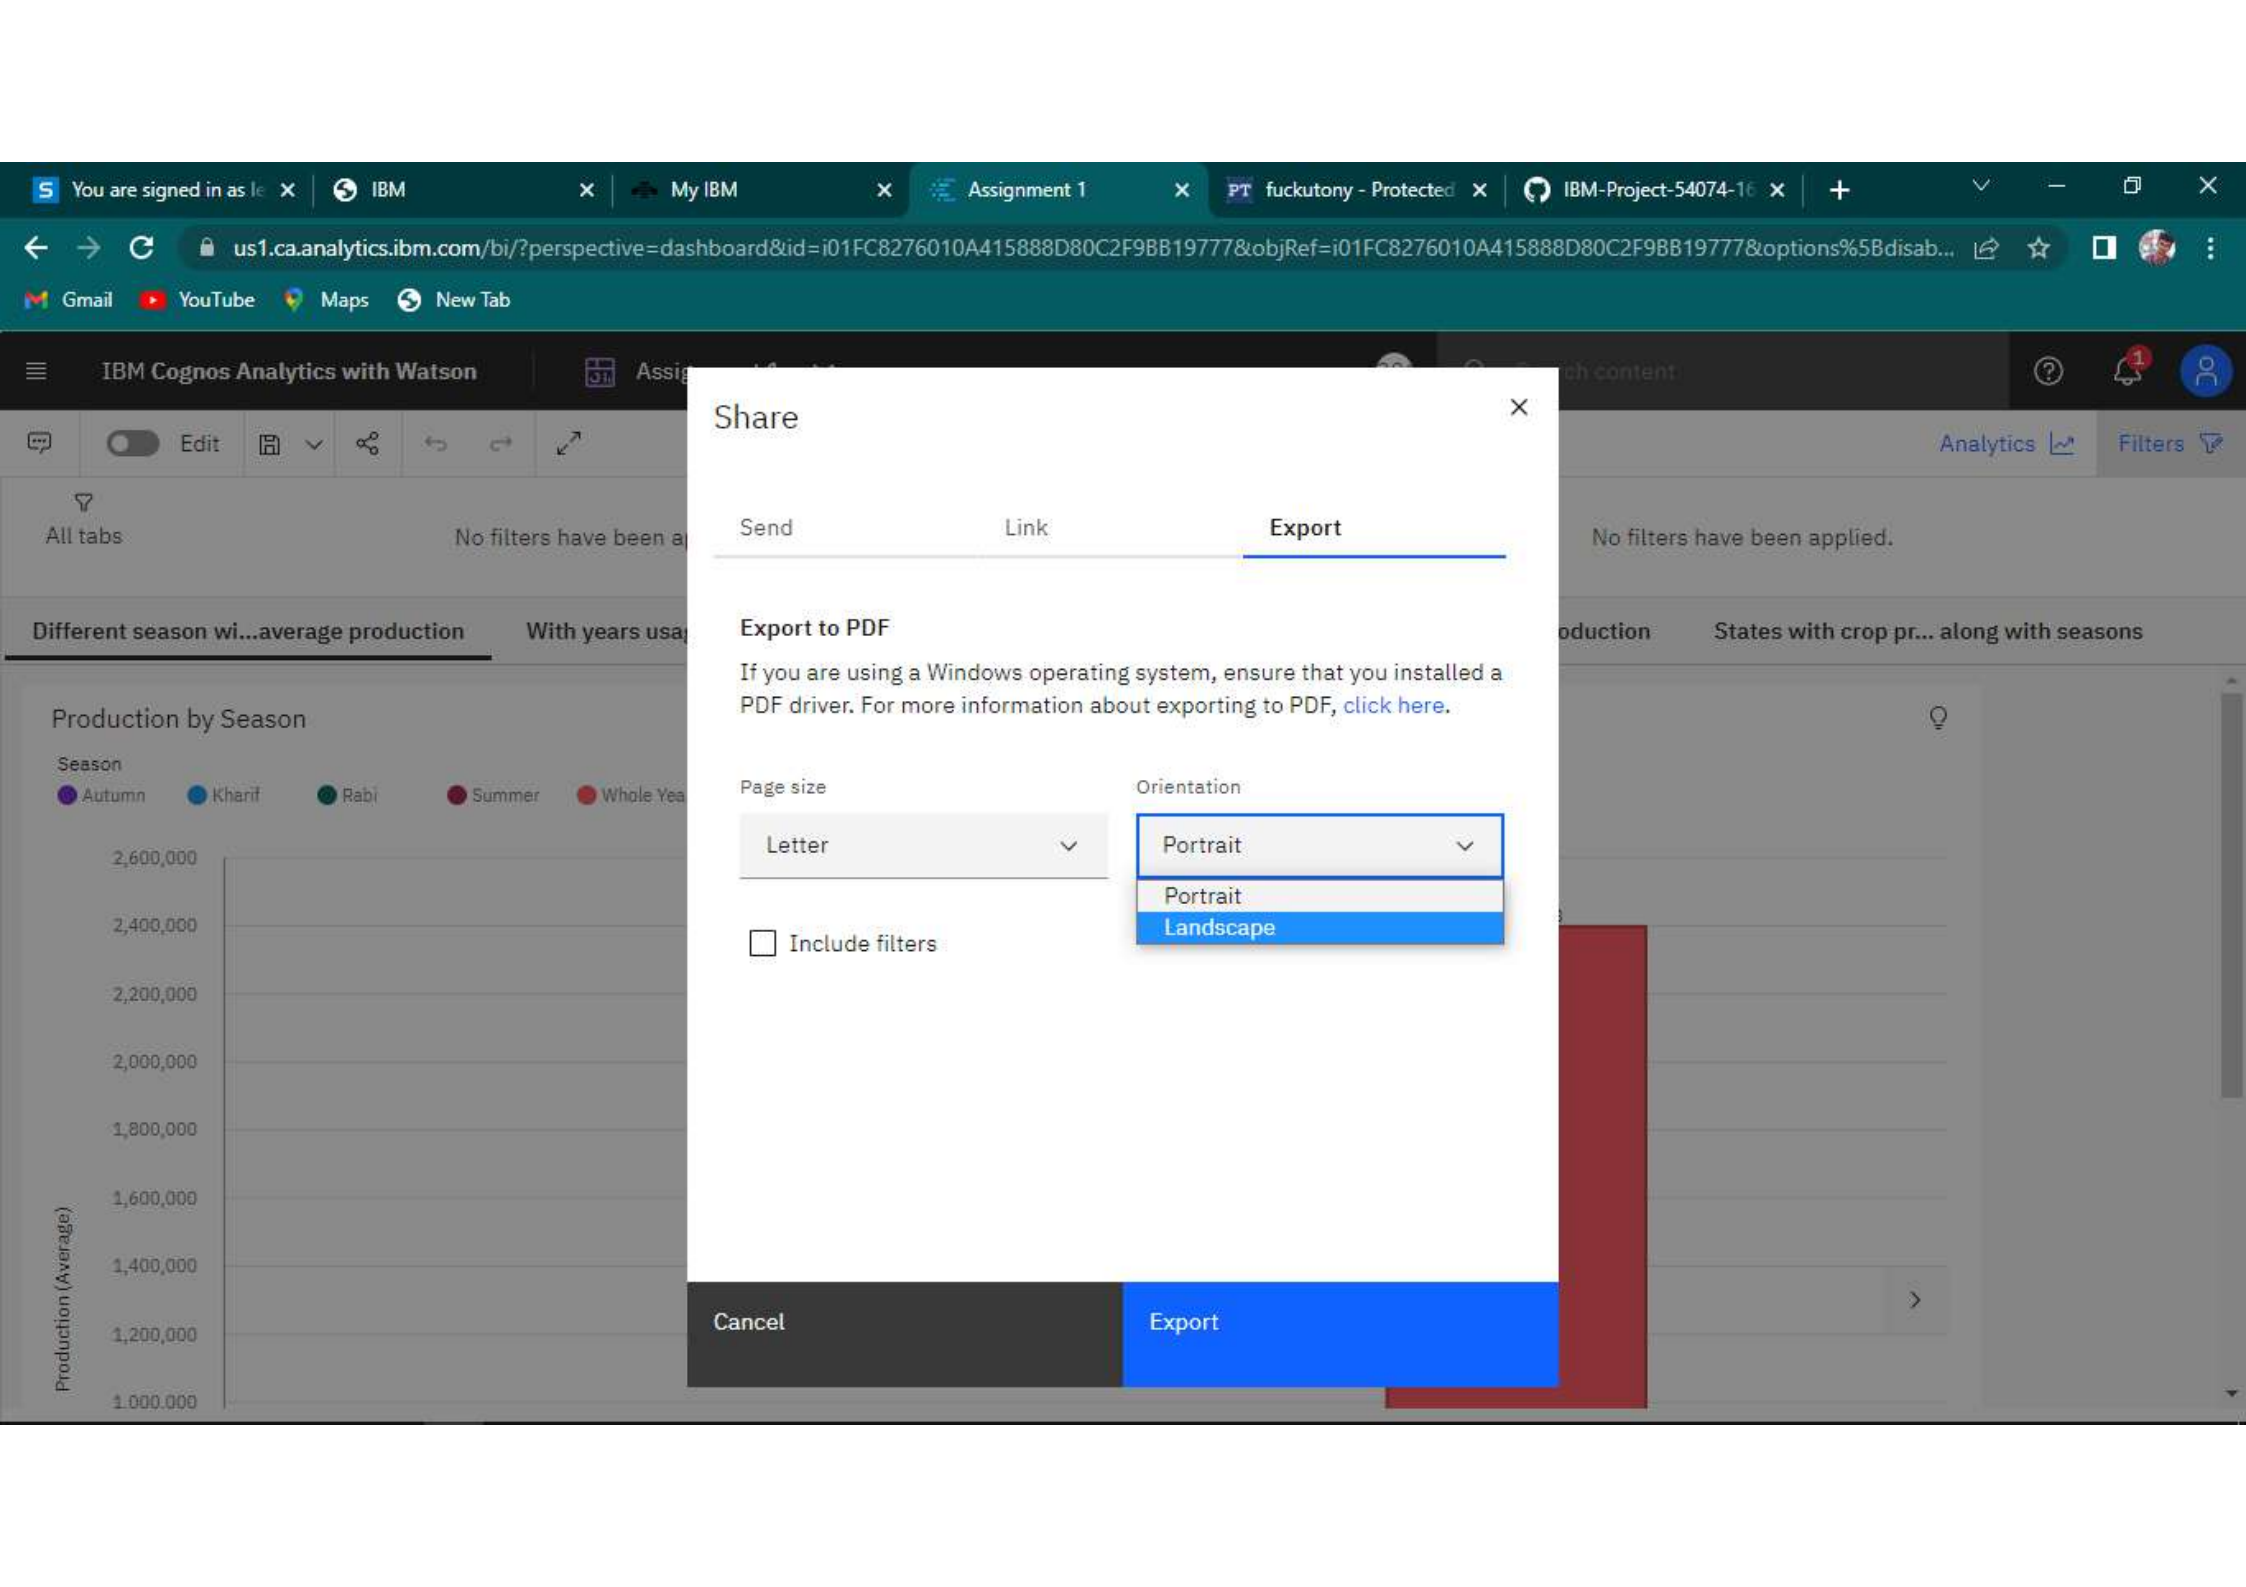 You are signed in as le
IBM
My IBM
Assignment 1
PT fuckutony - Protected
IBM-Project-54074-16
us1.ca.analytics.ibm.com/bi/?perspective=dashboard&id=i01FC8276010A415888D80C2F9BB19777&objRef=i01FC8276010A415888D80C2F9BB19777&options%5Bdisab...
Gmail
YouTube
Maps
New Tab
IBM Cognos Analytics with Watson
content
1
Share
Edit
Analytics
Filters
Send
Link
Export
All tabs
No filters have been
No filters have been applied.
Different season wi...average production
With years
States with crop pr... along with seasons
Export to PDF
If you are using a Windows operating system, ensure that you installed a
PDF driver. For more information about exporting to PDF, click here.
Production by Season
Season
Autumn
Kharif
Rabi
Summer
Whole Yea
Page size
Orientation
Letter
Portrait
Portrait
Landscape
Include filters
2,600,000
2,400,000
2,200,000
2,000,000
1,800,000
1,600,000
1,400,000
1,200,000
1.000.000
Production (Average)
Cancel
Export